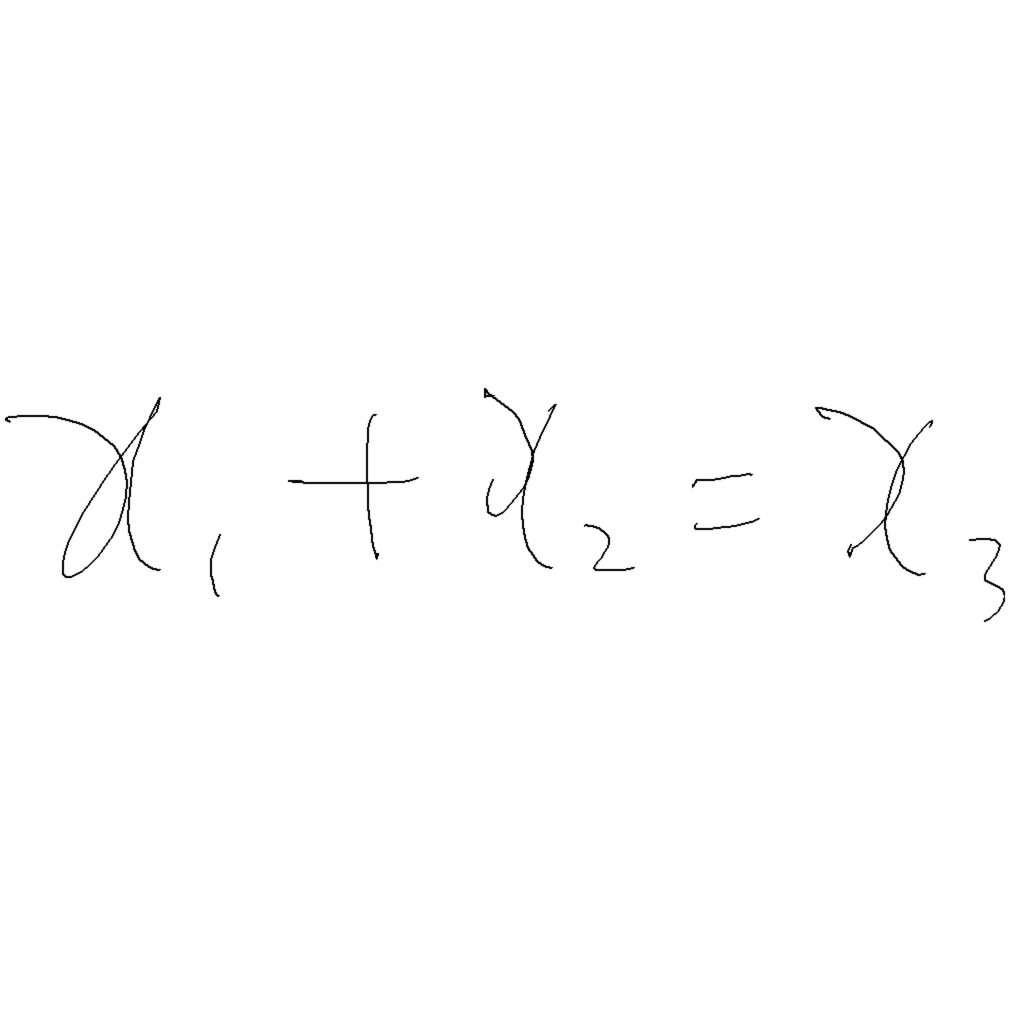 x₁ + x₂ = x₃